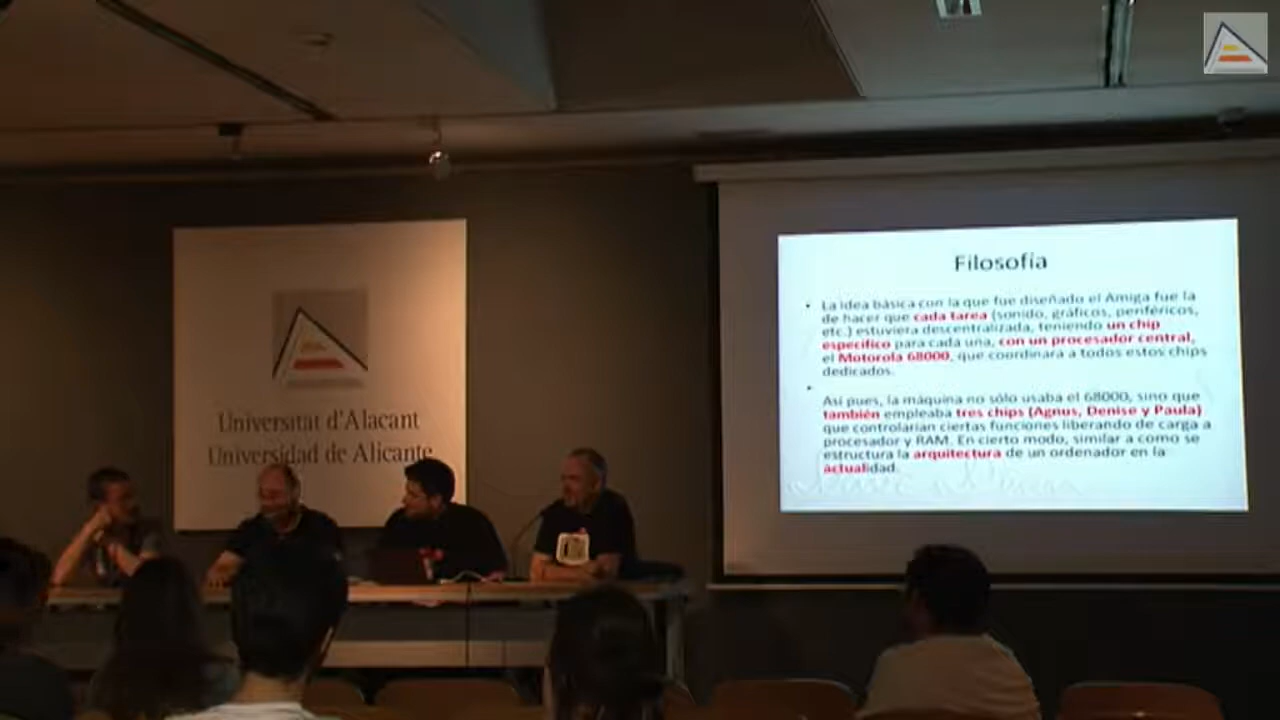 Universitat d'Alacant
Universidad de Alicante
Filosofía
• La idea básica con la que fue diseñado el Amiga fue la
de hacer que cada tarea (sonido, gráficos, periféricos,
etc.) estuviera descentralizada, teniendo un chip
específico para cada una, con un procesador central,
el Motorola 68000, que coordinara a todos estos chips
dedicados.
•
Así pues, la máquina no sólo usaba el 68000, sino que
también empleaba tres chips (Agnus, Denise y Paula)
que controlarían ciertas funciones liberando de carga a
procesador y RAM. En cierto modo, similar a como se
estructura la arquitectura de un ordenador en la
actualidad.